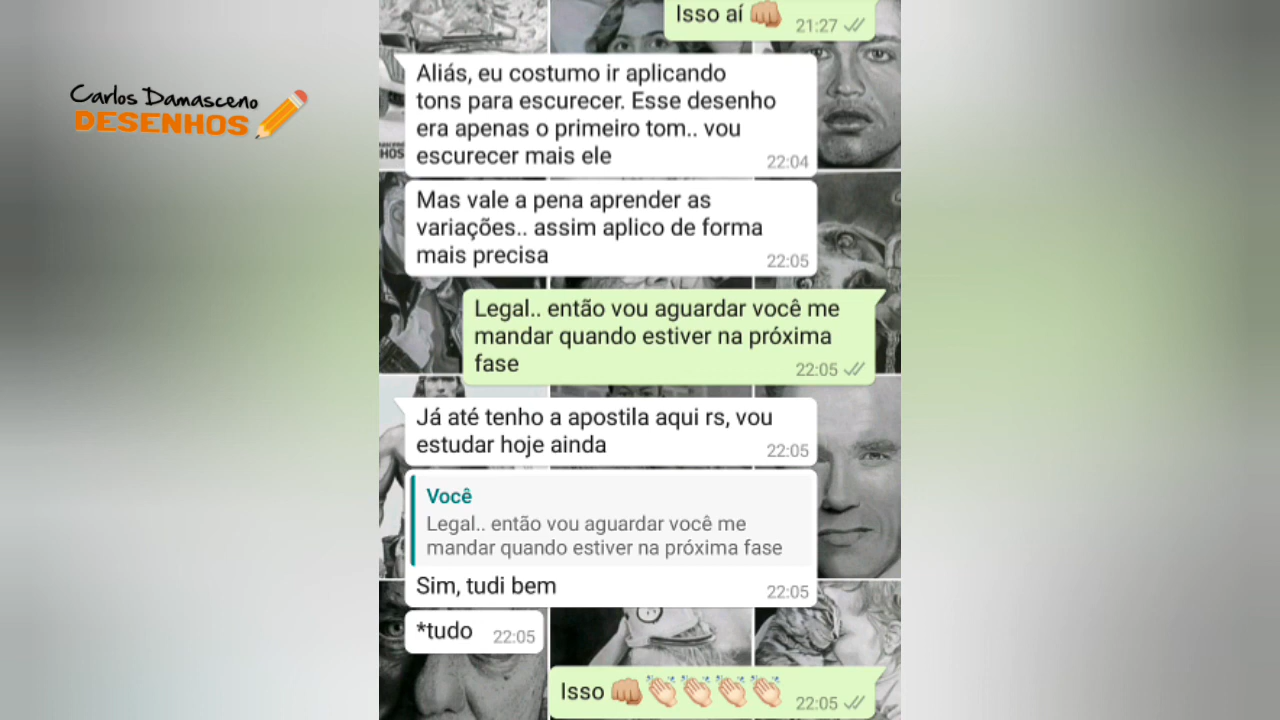 Carlos Damasceno
DESENHOS
Isso aí 👊🏼 21:27
Aliás, eu costumo ir aplicando
tons para escurecer. Esse desenho
era apenas o primeiro tom.. vou
escurecer mais ele 22:04
Mas vale a pena aprender as
variações.. assim aplico de forma
mais precisa 22:05
Legal.. então vou aguardar você me
mandar quando estiver na próxima
fase 22:05
Já até tenho a apostila aqui rs, vou
estudar hoje ainda 22:05
Você
Legal.. então vou aguardar você me
mandar quando estiver na próxima fase
Sim, tudi bem 22:05
*tudo 22:05
Isso 👊🏼👏🏻👏🏻👏🏻👏🏻 22:05